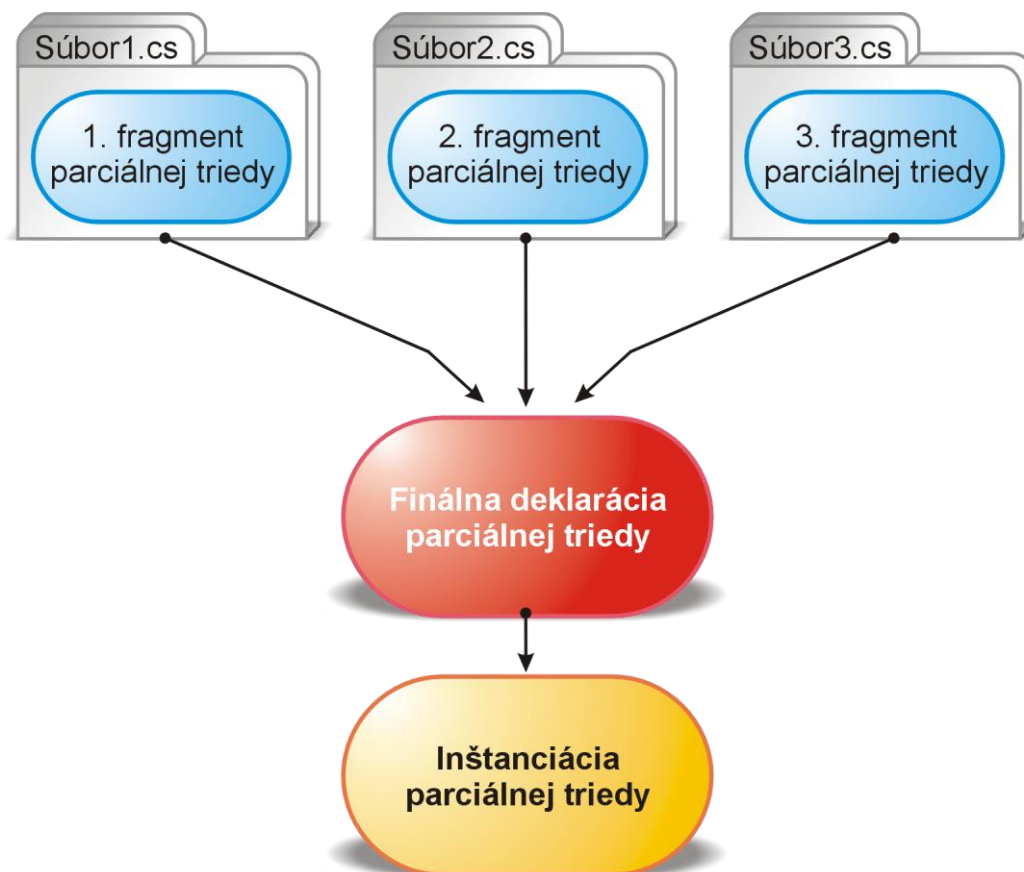 Súbor1.cs
Súbor2.cs
Súbor3.cs
1. fragment
parciálnej triedy
2. fragment
parciálnej triedy
3. fragment
parciálnej triedy
Finálna deklarácia
parciálnej triedy
Inštanciácia
parciálnej triedy